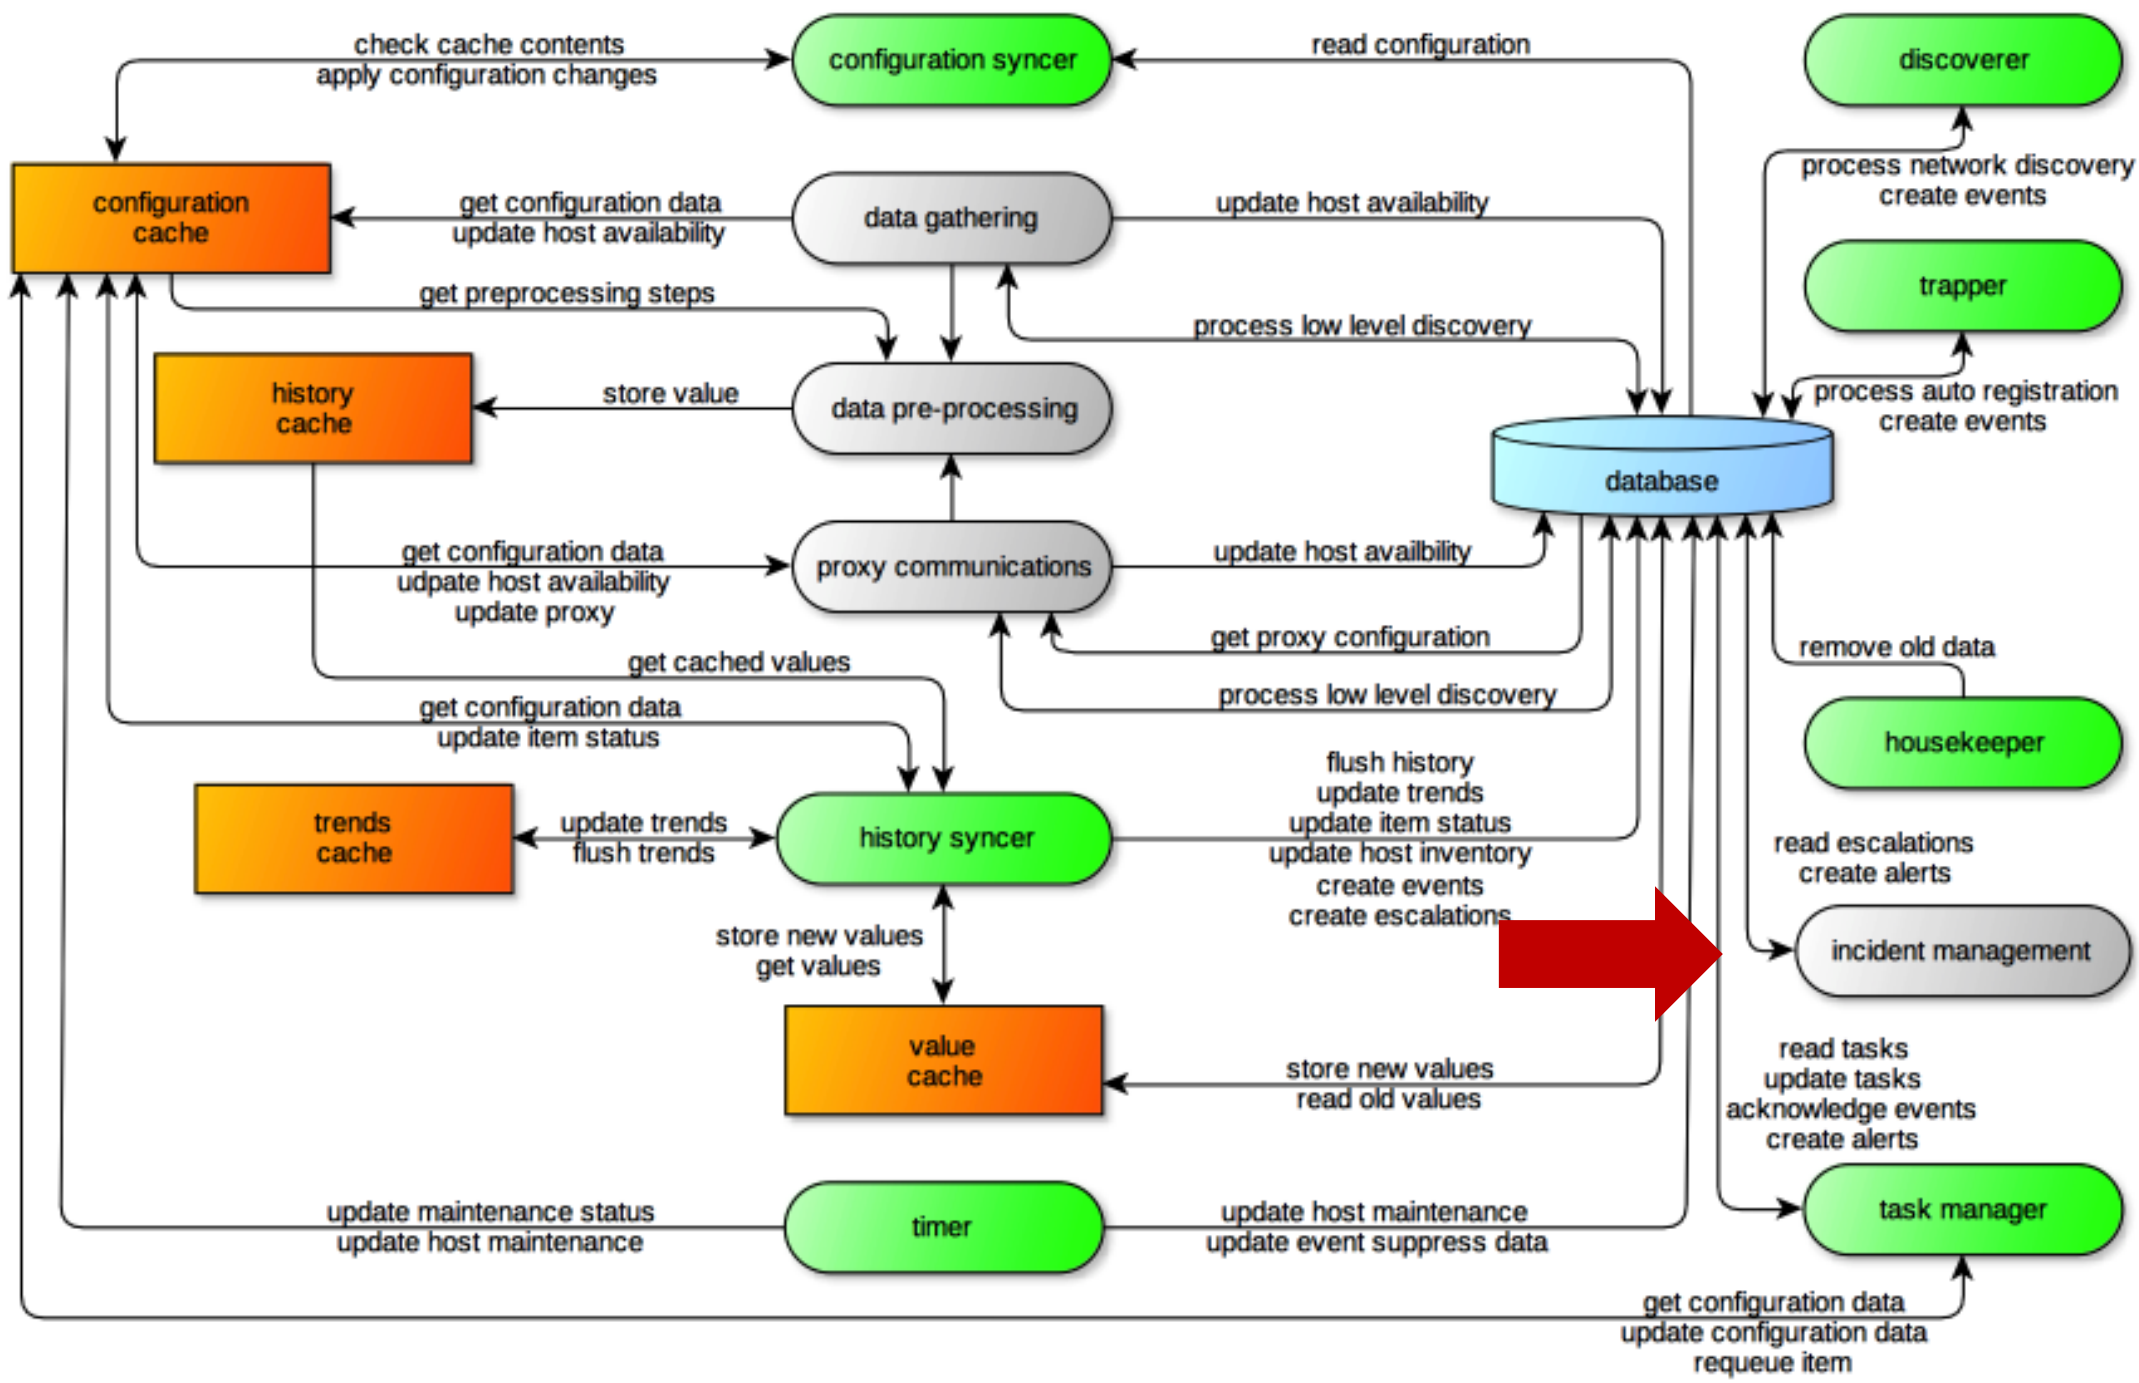 check cache contents
apply configuration changes
configuration syncer
read configuration
discoverer
process network discovery
create events
configuration
cache
get configuration data
update host availability
data gathering
update host availability
trapper
get preprocessing steps
process low level discovery
process auto registration
create events
history
cache
store value
data pre-processing
database
get configuration data
udpate host availability
update proxy
proxy communications
update host availbility
get proxy configuration
remove old data
get cached values
process low level discovery
get configuration data
update item status
housekeeper
trends
cache
update trends
flush trends
history syncer
flush history
update trends
update item status
update host inventory
create events
create escalations
read escalations
create alerts
store new values
get values
incident management
value
cache
store new values
read old values
read tasks
update tasks
acknowledge events
create alerts
update maintenance status
update host maintenance
timer
update host maintenance
update event suppress data
task manager
get configuration data
update configuration data
requeue item